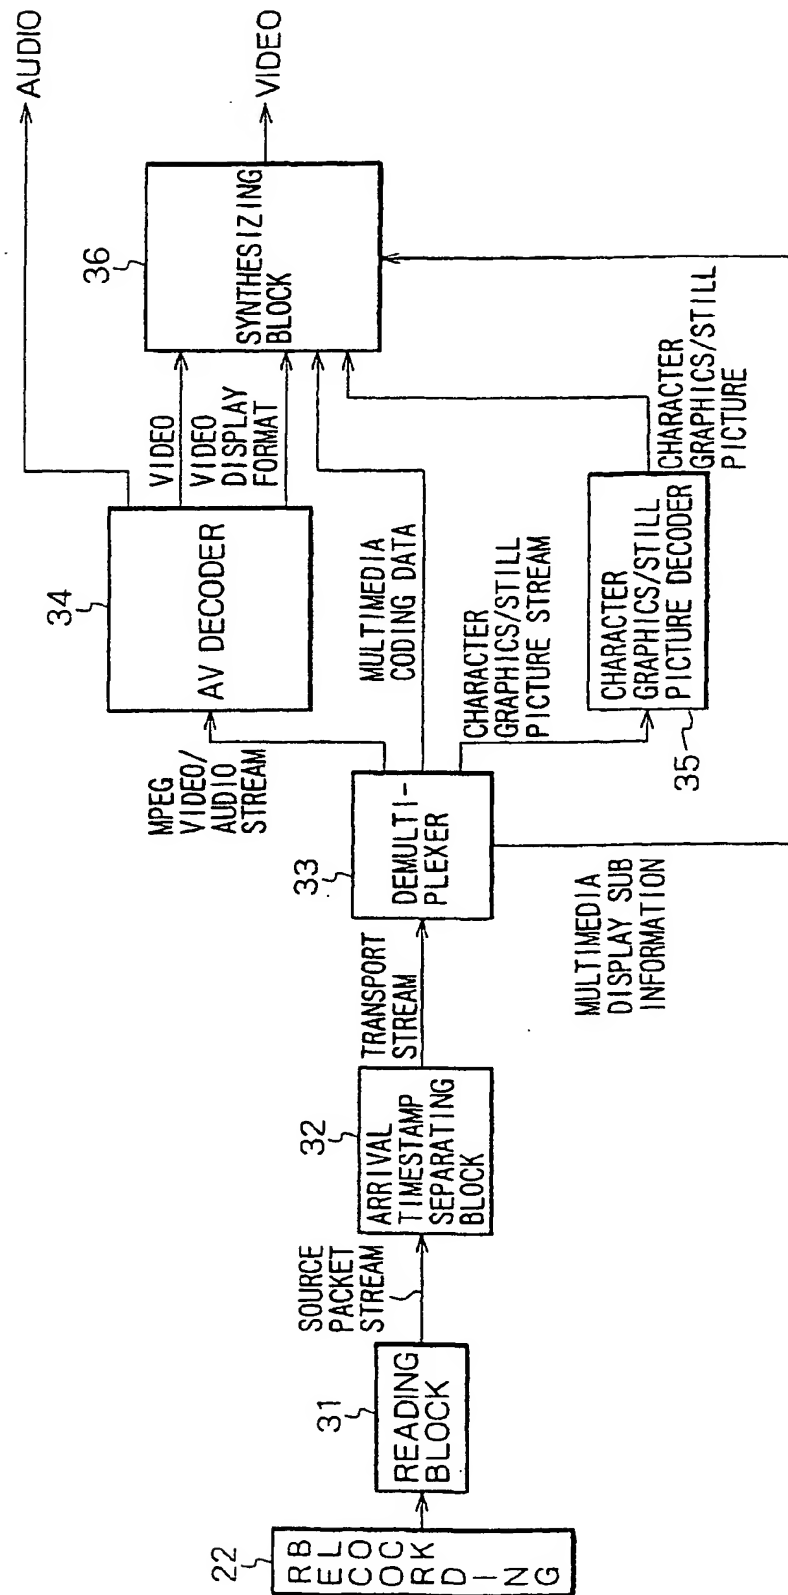 22
RECORDING
BLOCK
31
READING
BLOCK
SOURCE
PACKET
STREAM
32
ARRIVAL
TIMESTAMP
SEPARATING
BLOCK
TRANSPORT
STREAM
33
DEMULTI-
PLEXER
MPEG
VIDEO/
AUDIO
STREAM
34
AV DECODER
VIDEO
VIDEO
DISPLAY
FORMAT
MULTIMEDIA
CODING DATA
CHARACTER
GRAPHICS/STILL
PICTURE STREAM
CHARACTER
GRAPHICS/STILL
PICTURE DECODER
35
CHARACTER
GRAPHICS/STILL
PICTURE
MULTIMEDIA
DISPLAY SUB
INFORMATION
36
SYNTHESIZING
BLOCK
AUDIO
VIDEO